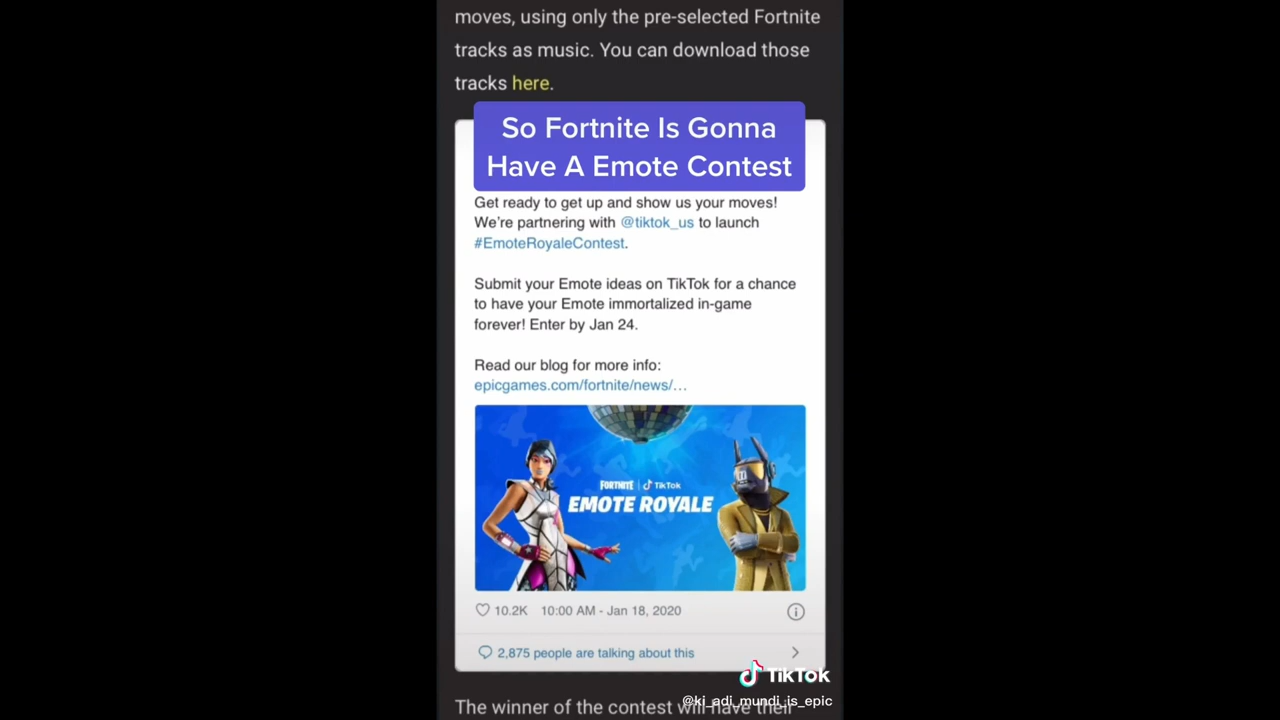 moves, using only the pre-selected Fortnite
tracks as music. You can download those
tracks here.
So Fortnite Is Gonna
Have A Emote Contest
Get ready to get up and show us your moves!
We're partnering with @tiktok_us to launch
#EmoteRoyaleContest.
Submit your Emote ideas on TikTok for a chance
to have your Emote immortalized in-game
forever! Enter by Jan 24.
Read our blog for more info:
epicgames.com/fortnite/news/…
FORTNITE | TikTok
EMOTE ROYALE
10.2K 10:00 AM - Jan 18, 2020
2,875 people are talking about this
TikTok
@ki_adi_mundi_is_epic
The winner of the contest will have their